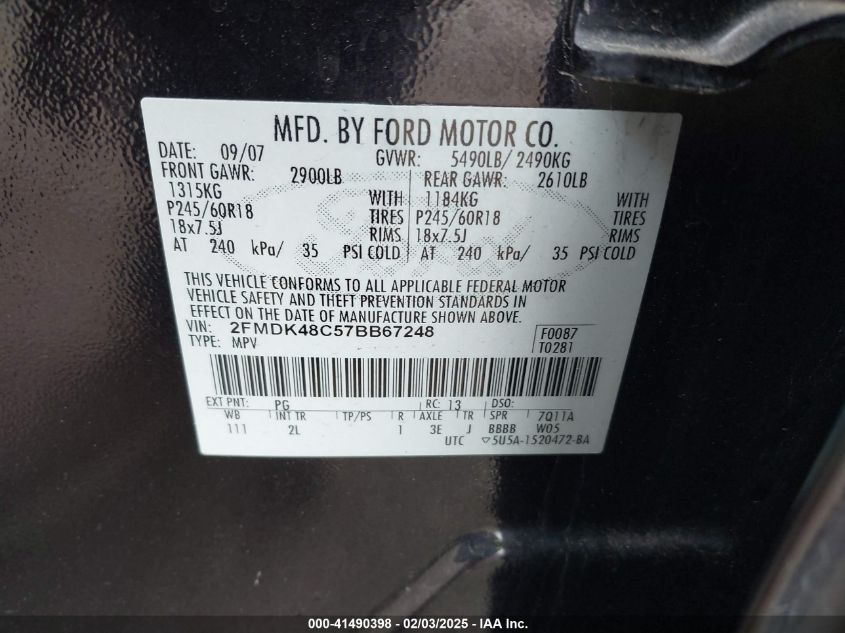 MFD. BY FORD MOTOR CO.
DATE: 09/07 GVWR: 5490LB/ 2490KG
FRONT GAWR: 2900LB REAR GAWR: 2610LB
1315KG WITH 1184KG WITH
P245/60R18 TIRES P245/60R18 TIRES
18x7.5J RIMS 18x7.5J RIMS
AT 240 kPa/ 35 PSI COLD AT 240 kPa/ 35 PSI COLD
THIS VEHICLE CONFORMS TO ALL APPLICABLE FEDERAL MOTOR
VEHICLE SAFETY AND THEFT PREVENTION STANDARDS IN
EFFECT ON THE DATE OF MANUFACTURE SHOWN ABOVE.
VIN: 2FMDK48C57BB67248 F0087
TYPE: MPV T0281
EXT PNT: PG RC: 13 DSO:
WB INT TR TP/PS R AXLE TR SPR 7Q11A
111 2L 1 3E J BBBB W05
UTC ▽5U5A-1520472-BA
000-41490398 - 02/03/2025 - IAA Inc.